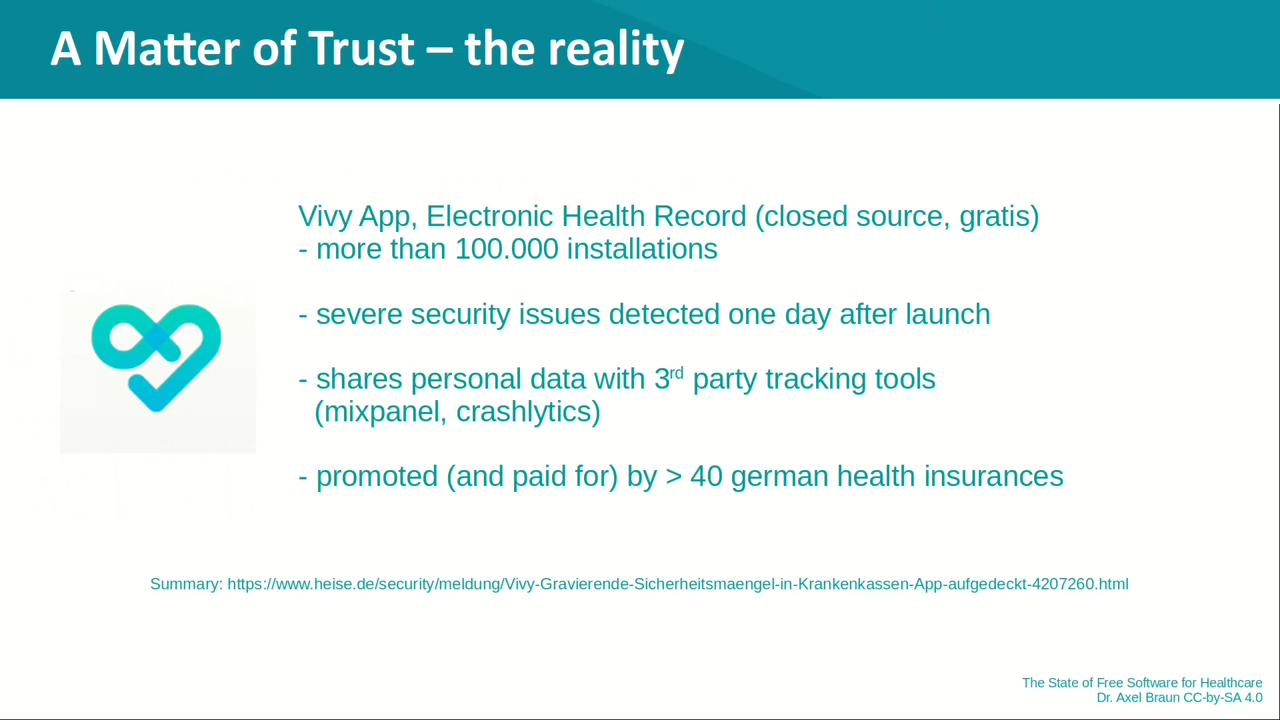 A Matter of Trust – the reality
Vivy App, Electronic Health Record (closed source, gratis)
- more than 100.000 installations
- severe security issues detected one day after launch
- shares personal data with 3rd party tracking tools
(mixpanel, crashlytics)
- promoted (and paid for) by > 40 german health insurances
Summary: https://www.heise.de/security/meldung/Vivy-Gravierende-Sicherheitsmaengel-in-Krankenkassen-App-aufgedeckt-4207260.html
The State of Free Software for Healthcare
Dr. Axel Braun CC-by-SA 4.0